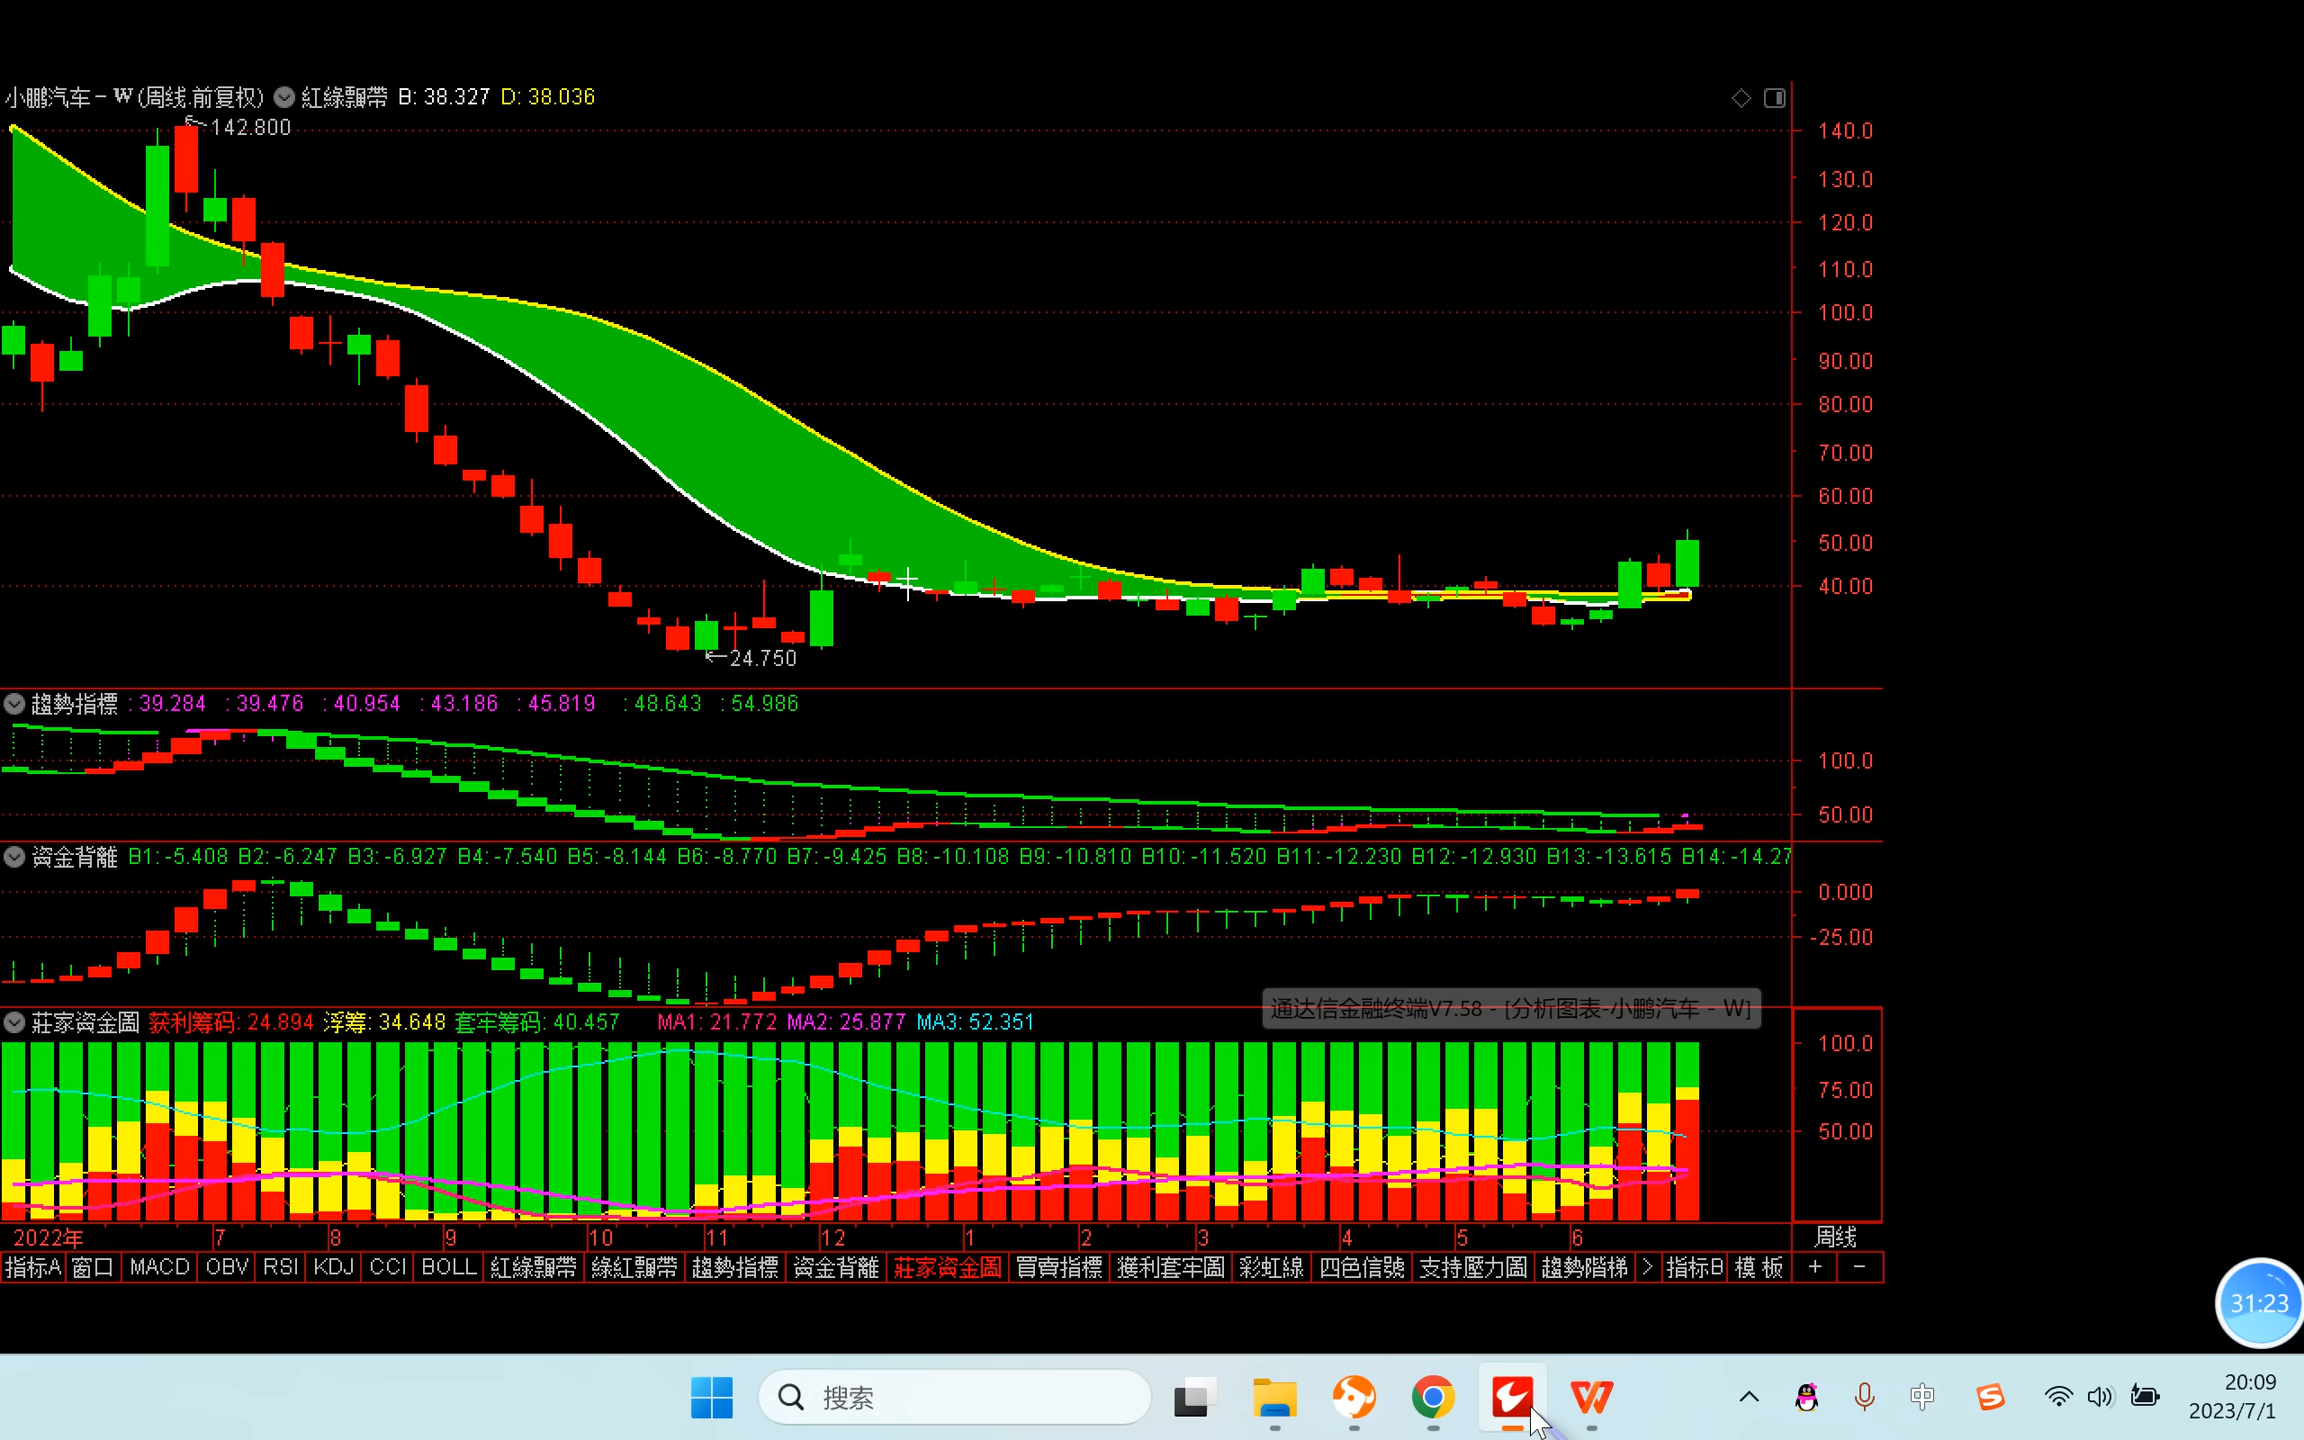 小鹏汽车-W(周线.前复权) 紅綠飄帶 B: 38.327 D: 38.036
142.800
140.0
130.0
120.0
110.0
100.0
90.00
80.00
70.00
60.00
50.00
40.00
24.750
趨勢指標 : 39.284 : 39.476 : 40.954 : 43.186 : 45.819 : 48.643 : 54.986
100.0
50.00
资金背離 B1: -5.408 B2: -6.247 B3: -6.927 B4: -7.540 B5: -8.144 B6: -8.770 B7: -9.425 B8: -10.108 B9: -10.810 B10: -11.520 B11: -12.230 B12: -12.930 B13: -13.615 B14: -14.27
0.000
-25.00
通达信金融终端V7.58 - [分析图表-小鹏汽车 - W]
莊家资金圖 获利筹码: 24.894 浮筹: 34.648 套牢筹码: 40.457 MA1: 21.772 MA2: 25.877 MA3: 52.351
100.0
75.00
50.00
2022年 7 8 9 10 11 12 1 2 3 4 5 6 周线
指标A 窗口 MACD OBV RSI KDJ CCI BOLL 紅綠飄帶 綠紅飄帶 趨勢指標 资金背離 莊家资金圖 買賣指標 獲利套牢圖 彩虹線 四色信號 支持壓力圖 趨勢階梯 > 指标B 模板 + -
31:23
搜索
中
20:09
2023/7/1